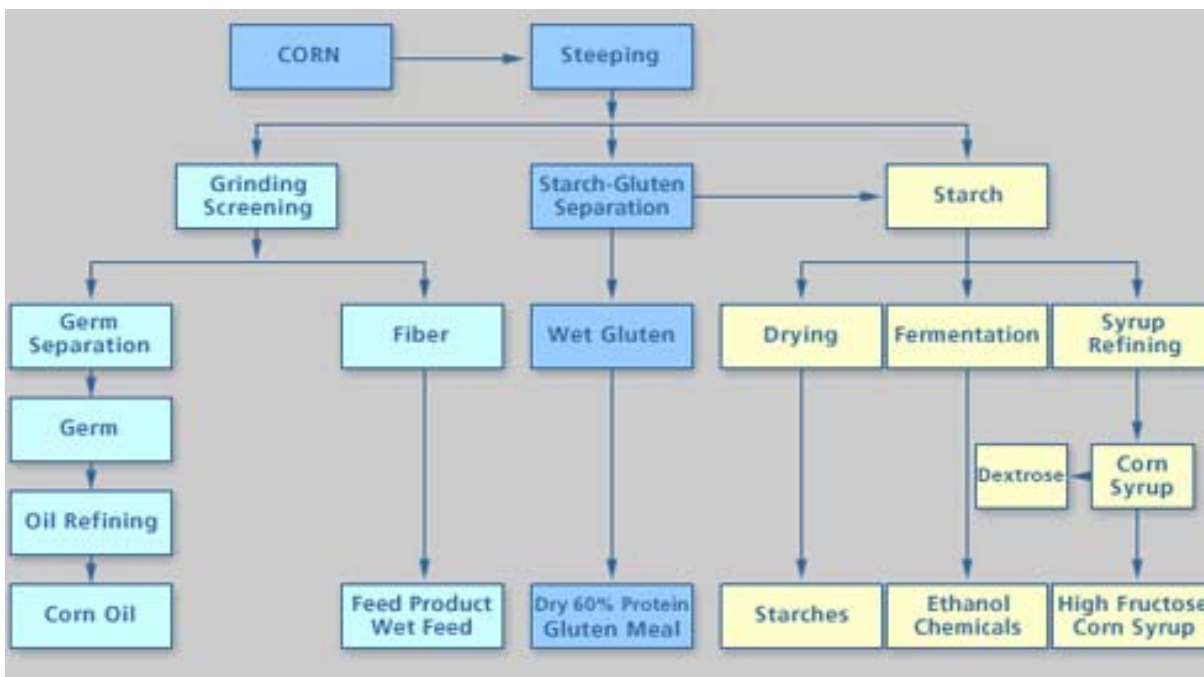 CORN
Steeping
Grinding
Screening
Starch-Gluten
Separation
Starch
Germ
Separation
Fiber
Wet Gluten
Drying
Fermentation
Syrup
Refining
Germ
Dextrose
Corn
Syrup
Oil Refining
Corn Oil
Feed Product
Wet Feed
Dry 60% Protein
Gluten Meal
Starches
Ethanol
Chemicals
High Fructose
Corn Syrup